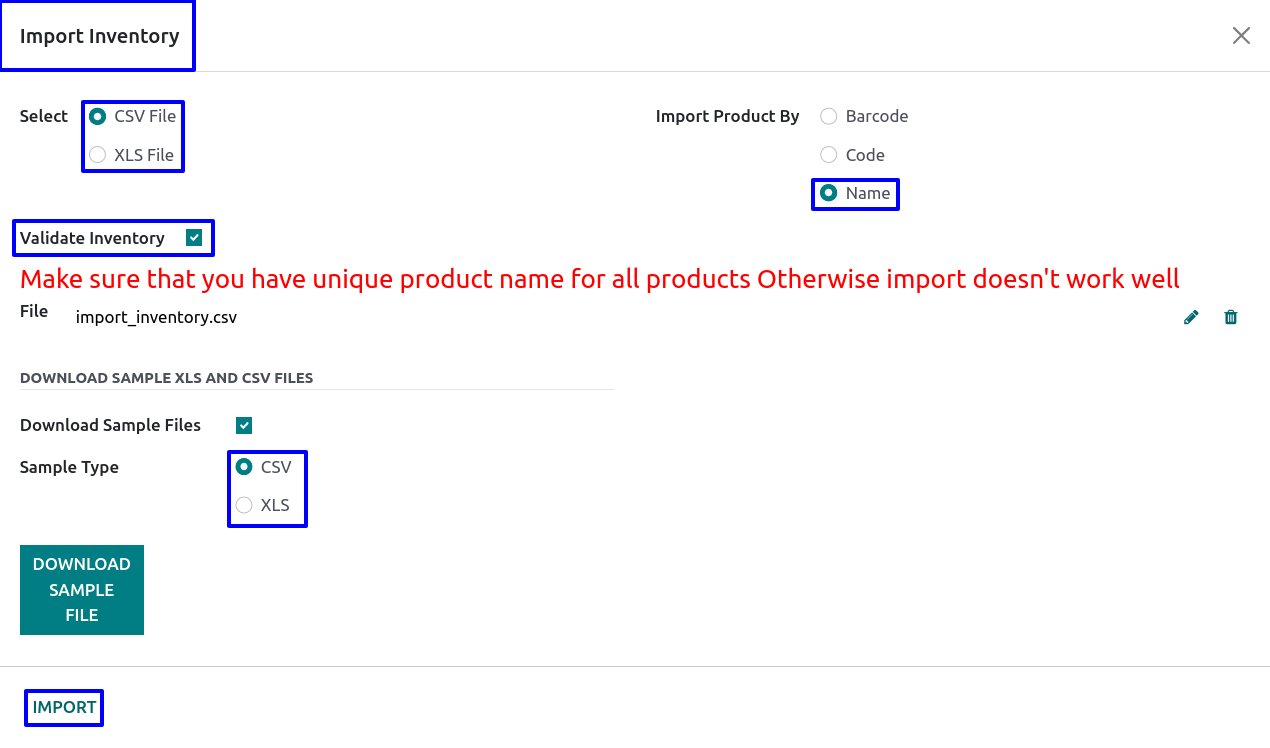 Import Inventory
Select
CSV File
XLS File
Import Product By
Barcode
Code
Name
Validate Inventory
Make sure that you have unique product name for all products Otherwise import doesn't work well
File
import_inventory.csv
DOWNLOAD SAMPLE XLS AND CSV FILES
Download Sample Files
Sample Type
CSV
XLS
DOWNLOAD
SAMPLE
FILE
IMPORT